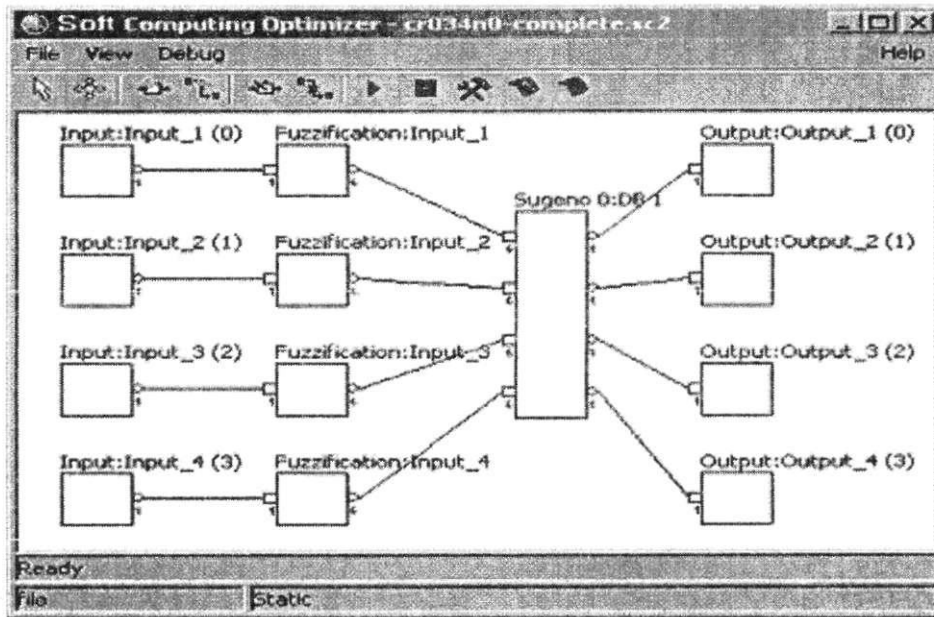 Soft Computing Optimizer - cr034n0-complete.sc2
File View Debug Help
Input:Input_1 (0) Fuzzification:Input_1 Output:Output_1 (0)
Sugeno 0:DB 1
Input:Input_2 (1) Fuzzification:Input_2 Output:Output_2 (1)
Input:Input_3 (2) Fuzzification:Input_3 Output:Output_3 (2)
Input:Input_4 (3) Fuzzification:Input_4 Output:Output_4 (3)
Ready
file Static